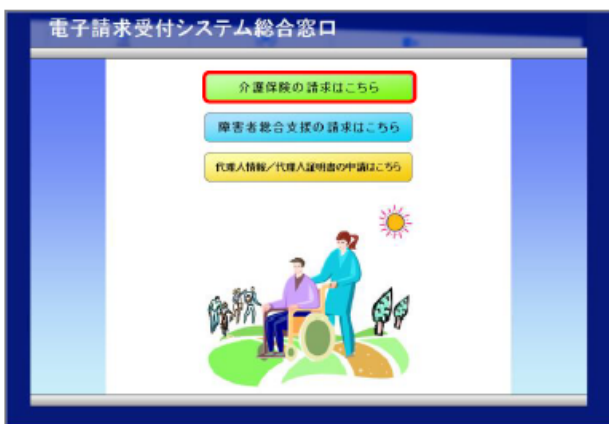 電子請求受付システム総合窓口
介護保険の請求はこちら
障害者総合支援の請求はこちら
代理人情報／代理人証明書の申請はこちら